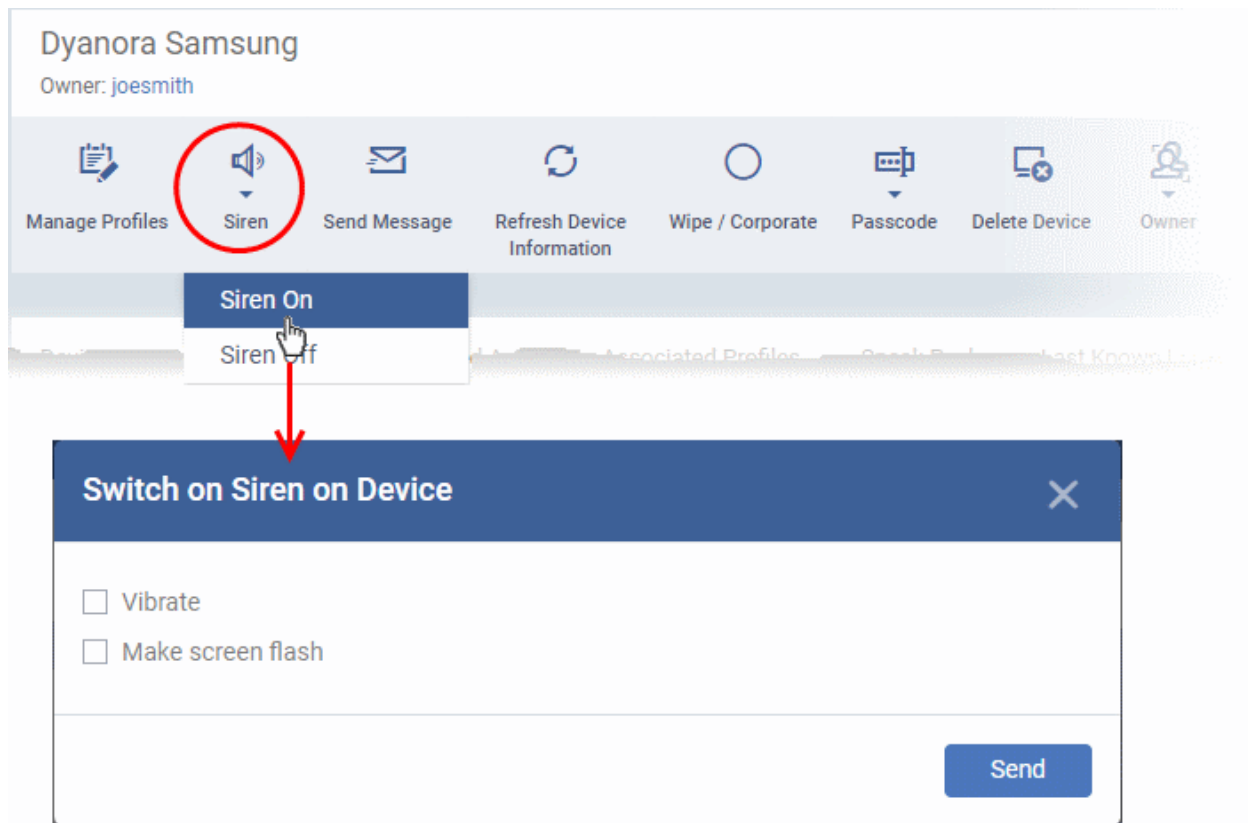 Dyanora Samsung
Owner: joesmith
Manage Profiles
Siren
Send Message
Refresh Device
Information
Wipe / Corporate
Passcode
Delete Device
Owner
Siren On
Siren Off
Associated Profiles
Switch on Siren on Device
Vibrate
Make screen flash
Send